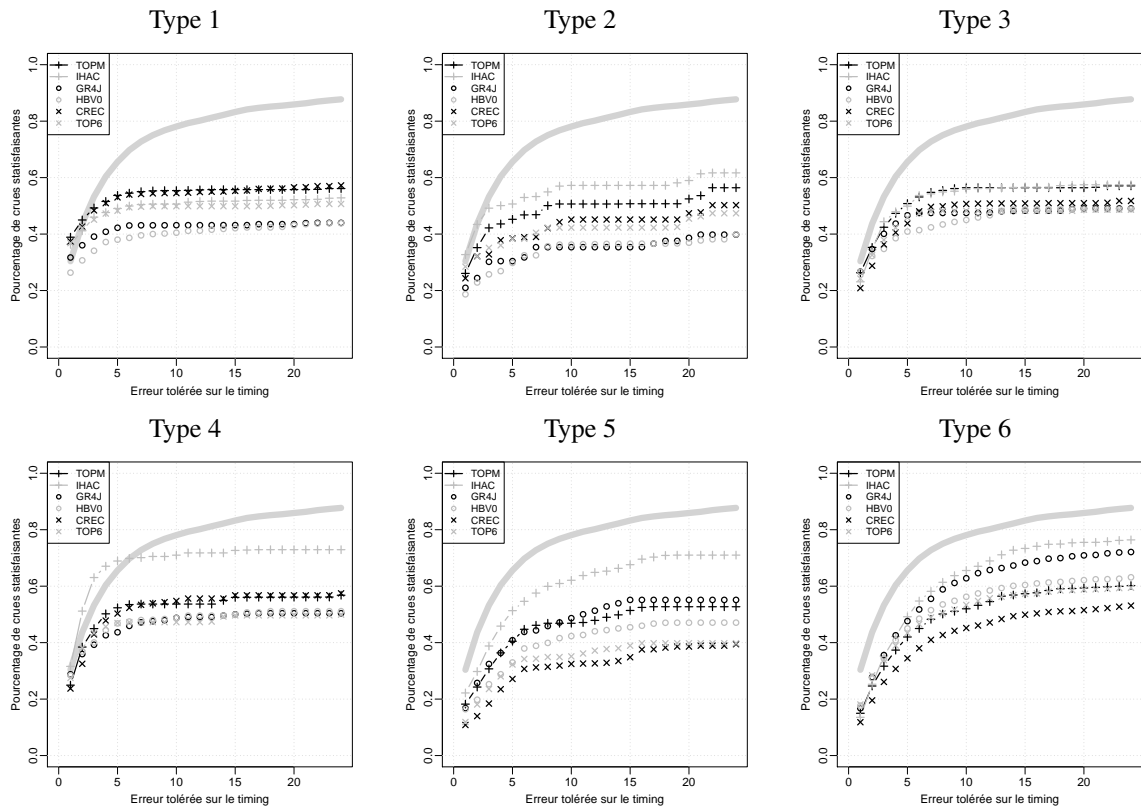 Type 1
TOPM
IHAC
GR4J
HBV0
CREC
TOP6
Pourcentage de crues statisfaisantes
0.0 0.2 0.4 0.6 0.8 1.0
0 5 10 15 20
Erreur tolérée sur le timing
Type 2
TOPM
IHAC
GR4J
HBV0
CREC
TOP6
Pourcentage de crues statisfaisantes
0.0 0.2 0.4 0.6 0.8 1.0
0 5 10 15 20
Erreur tolérée sur le timing
Type 3
TOPM
IHAC
GR4J
HBV0
CREC
TOP6
Pourcentage de crues statisfaisantes
0.0 0.2 0.4 0.6 0.8 1.0
0 5 10 15 20
Erreur tolérée sur le timing
Type 4
TOPM
IHAC
GR4J
HBV0
CREC
TOP6
Pourcentage de crues statisfaisantes
0.0 0.2 0.4 0.6 0.8 1.0
0 5 10 15 20
Erreur tolérée sur le timing
Type 5
TOPM
IHAC
GR4J
HBV0
CREC
TOP6
Pourcentage de crues statisfaisantes
0.0 0.2 0.4 0.6 0.8 1.0
0 5 10 15 20
Erreur tolérée sur le timing
Type 6
TOPM
IHAC
GR4J
HBV0
CREC
TOP6
Pourcentage de crues statisfaisantes
0.0 0.2 0.4 0.6 0.8 1.0
0 5 10 15 20
Erreur tolérée sur le timing